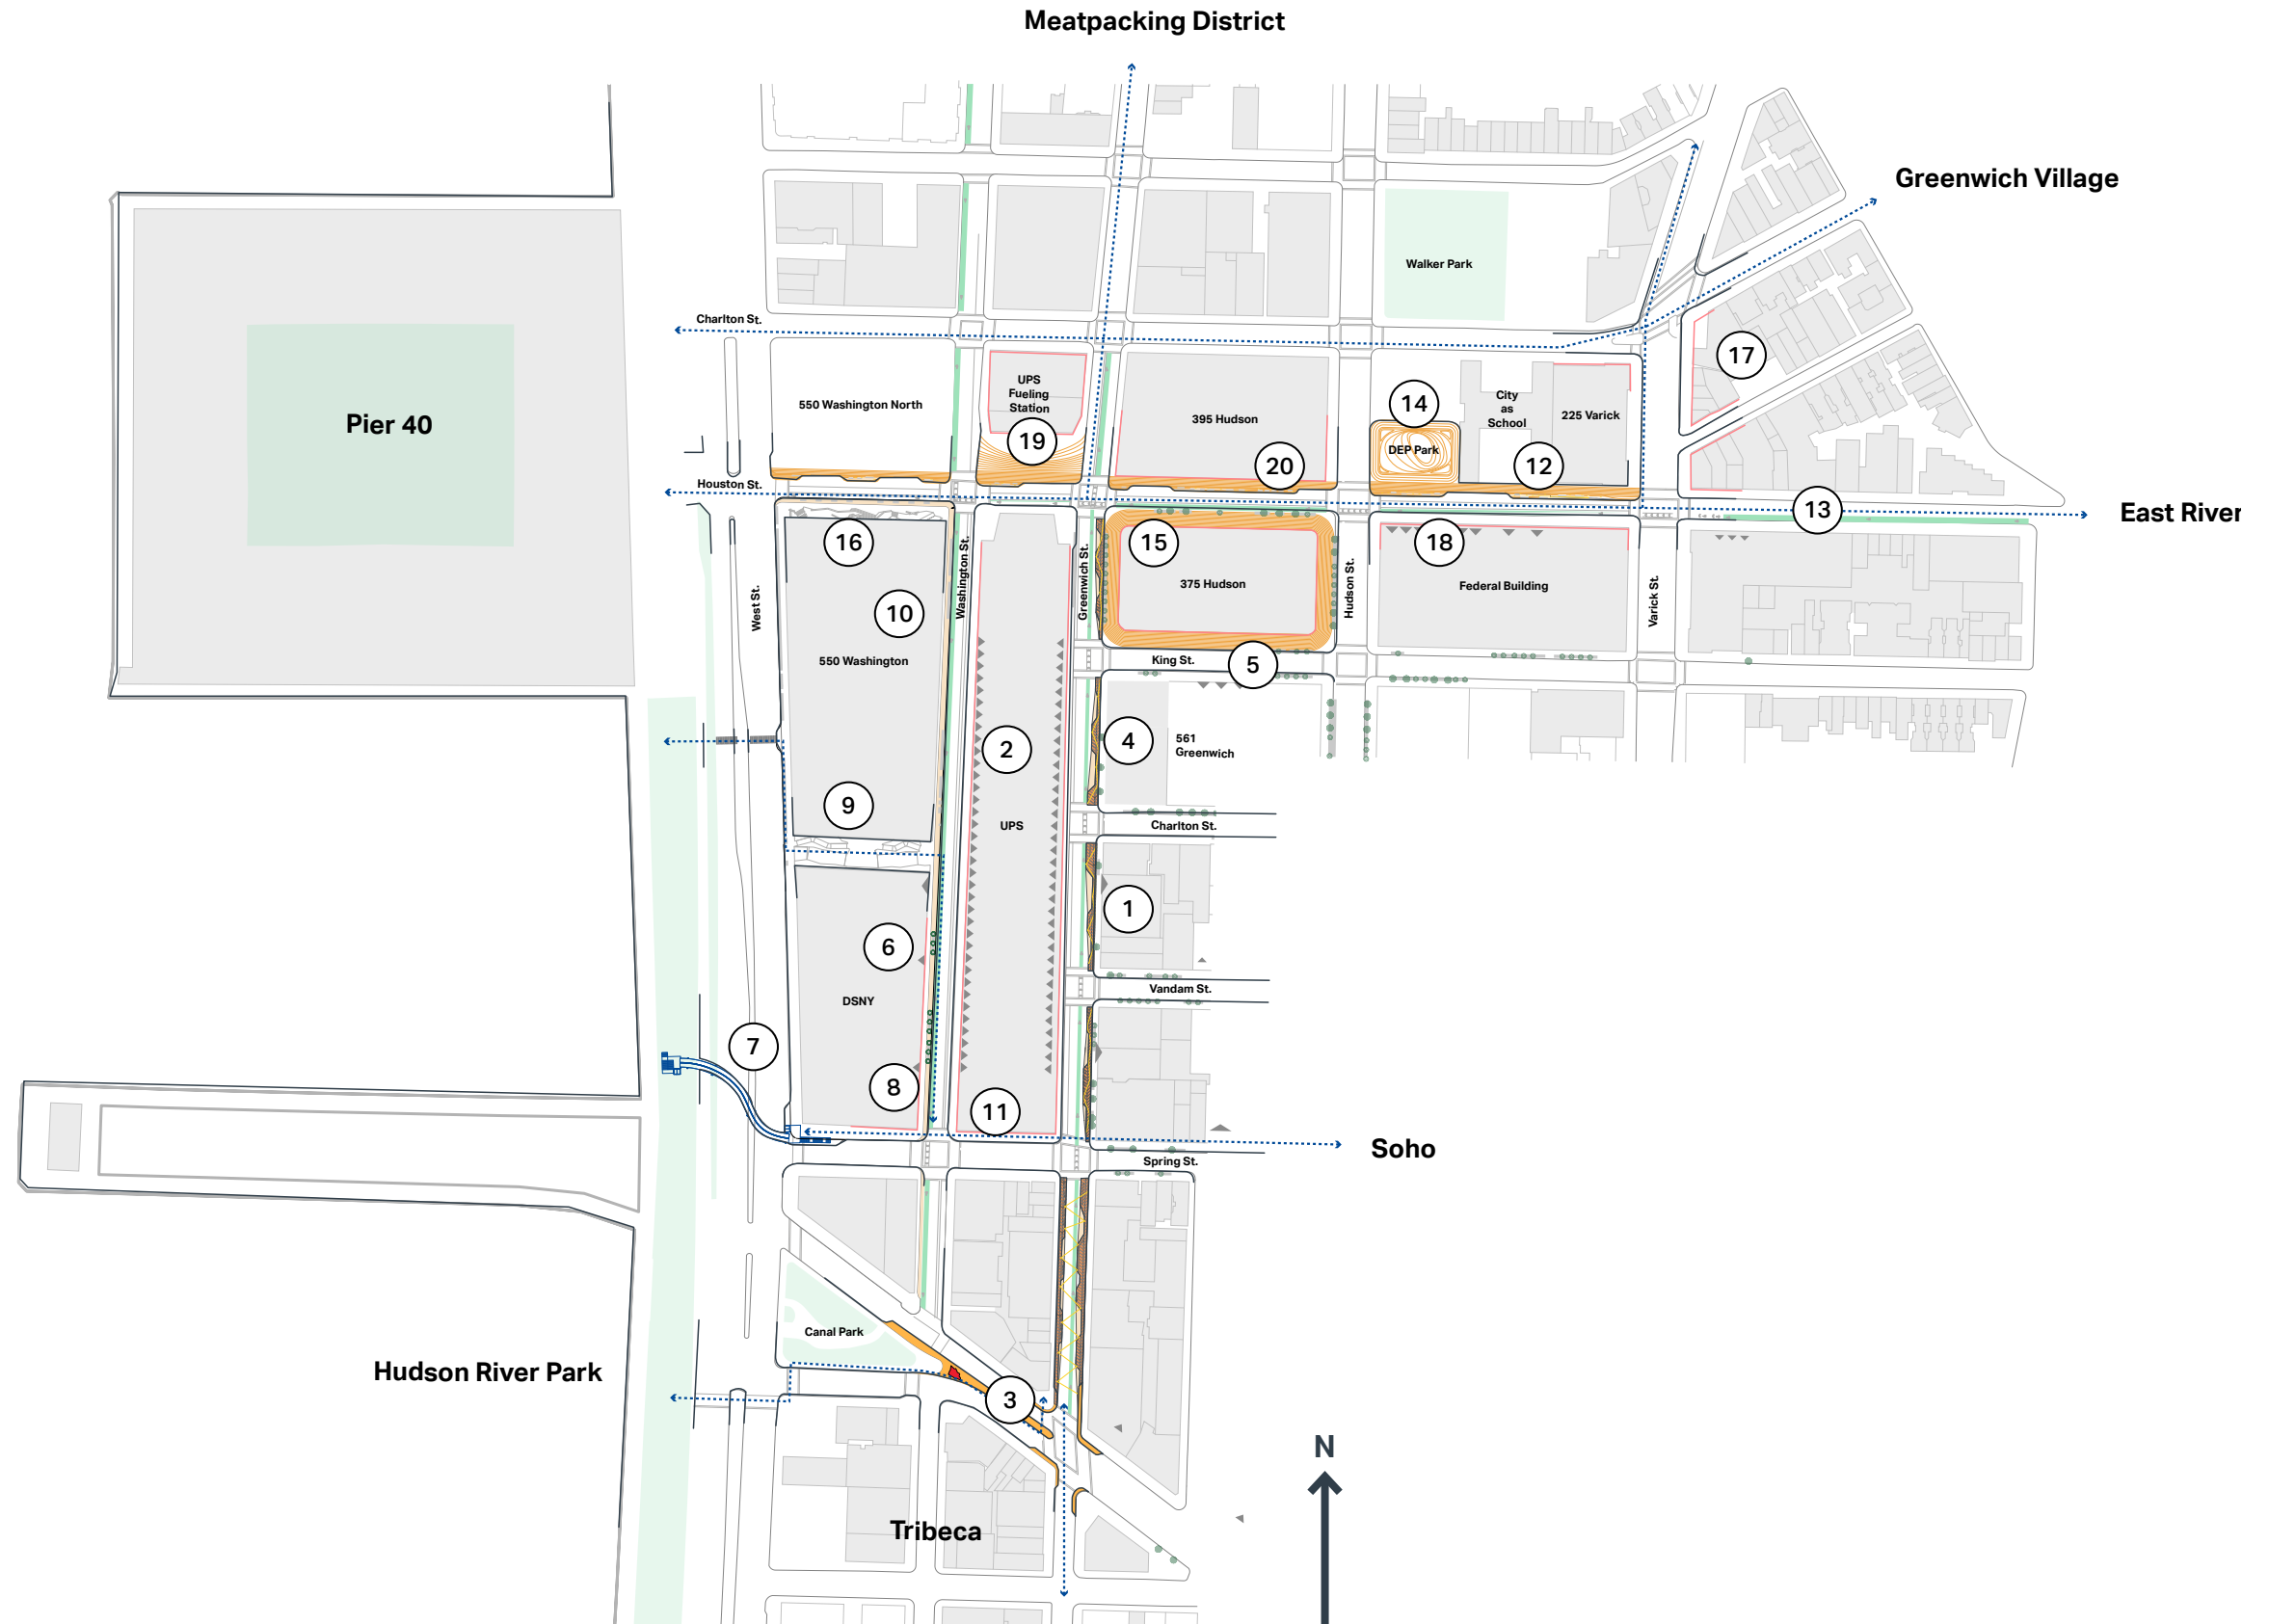 Meatpacking District
Greenwich Village
Walker Park
Charlton St.
17
UPS
Fueling
Station
550 Washington North
14
City
as
School
395 Hudson
225 Varick
Pier 40
19
DEP Park
20
12
Houston St.
13
East River
16
15
18
375 Hudson
Federal Building
West St.
Washington St.
Greenwich St.
Hudson St.
Varick St.
10
550 Washington
King St.
5
2
4
561
Greenwich
9
UPS
Charlton St.
1
6
Vandam St.
DSNY
7
8
11
Soho
Spring St.
Canal Park
Hudson River Park
3
N
Tribeca